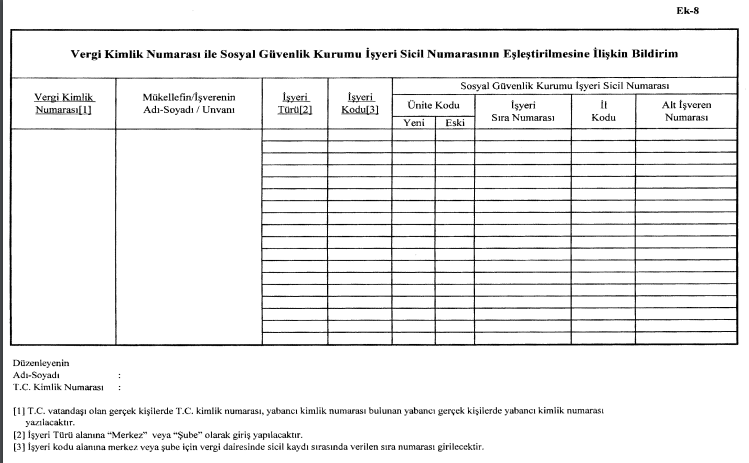 Ek-8
Vergi Kimlik Numarası ile Sosyal Güvenlik Kurumu İşyeri Sicil Numarasının Eşleştirilmesine İlişkin Bildirim
Vergi Kimlik
Numarası[1]
Mükellefin/İşverenin
Adı-Soyadı / Unvanı
İşyeri
Türü[2]
İşyeri
Kodu[3]
Sosyal Güvenlik Kurumu İşyeri Sicil Numarası
Ünite Kodu
Yeni
Eski
İşyeri
Sıra Numarası
İl
Kodu
Alt İşveren
Numarası
Düzenleyenin
Adı-Soyadı :
T.C. Kimlik Numarası :
[1] T.C. vatandaşı olan gerçek kişilerde T.C. kimlik numarası, yabancı kimlik numarası bulunan yabancı gerçek kişilerde yabancı kimlik numarası
yazılacaktır.
[2] İşyeri Türü alanına “Merkez” veya “Şube” olarak giriş yapılacaktır.
[3] İşyeri kodu alanına merkez veya şube için vergi dairesinde sicil kaydı sırasında verilen sıra numarası girilecektir.